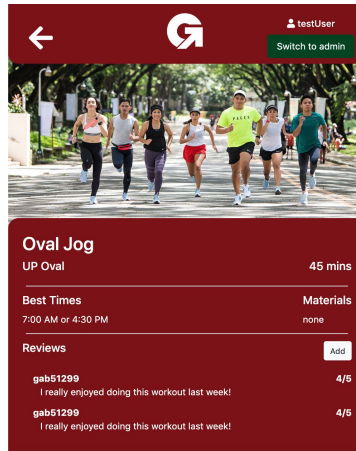 testUser
Switch to admin
PACERS
Oval Jog
UP Oval 45 mins
Best Times Materials
7:00 AM or 4:30 PM none
Reviews Add
gab51299 4/5
I really enjoyed doing this workout last week!
gab51299 4/5
I really enjoyed doing this workout last week!